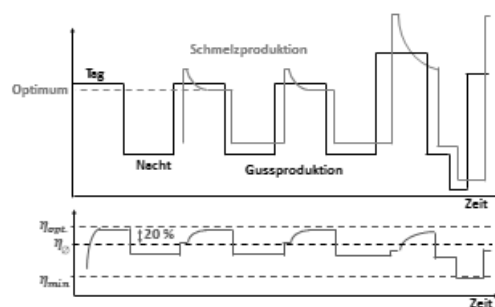 Schmelzproduktion
Tag
Optimum
Nacht
Gussproduktion
Zeit
ηopt.
20 %
η∅
ηmin
Zeit